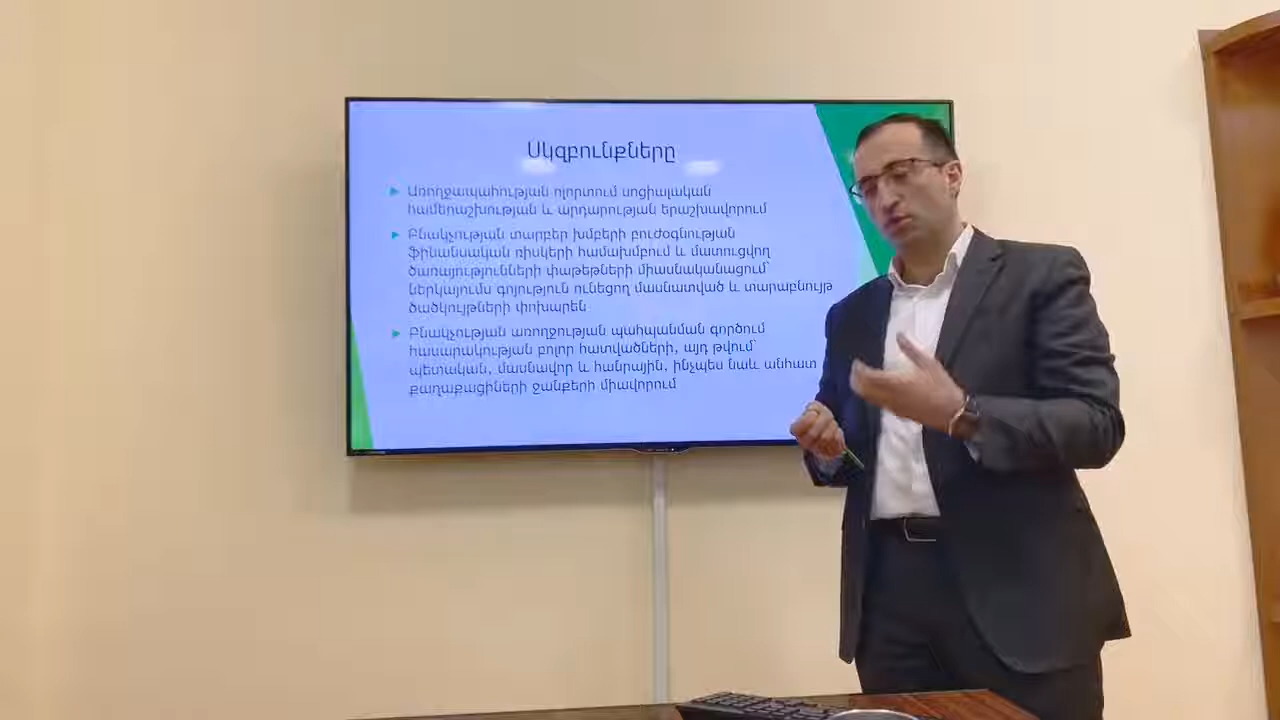 Սկզբունքները
Առողջապահության ոլորտում սոցիալական
համերաշխության և արդարության երաշխավորում
Բնակչության տարբեր խմբերի բուժօգնության
ֆինանսական ռիսկերի համախմբում և մատուցվող
ծառայությունների փաթեթների միասնականացում՝
ներկայումս գոյություն ունեցող մասնատված և տարաբնույթ
ծածկույթների փոխարեն
Բնակչության առողջության պահպանման գործում
հասարակության բոլոր հատվածների, այդ թվում՝
պետական, մասնավոր և հանրային, ինչպես նաև անհատ
քաղաքացիների ջանքերի միավորում